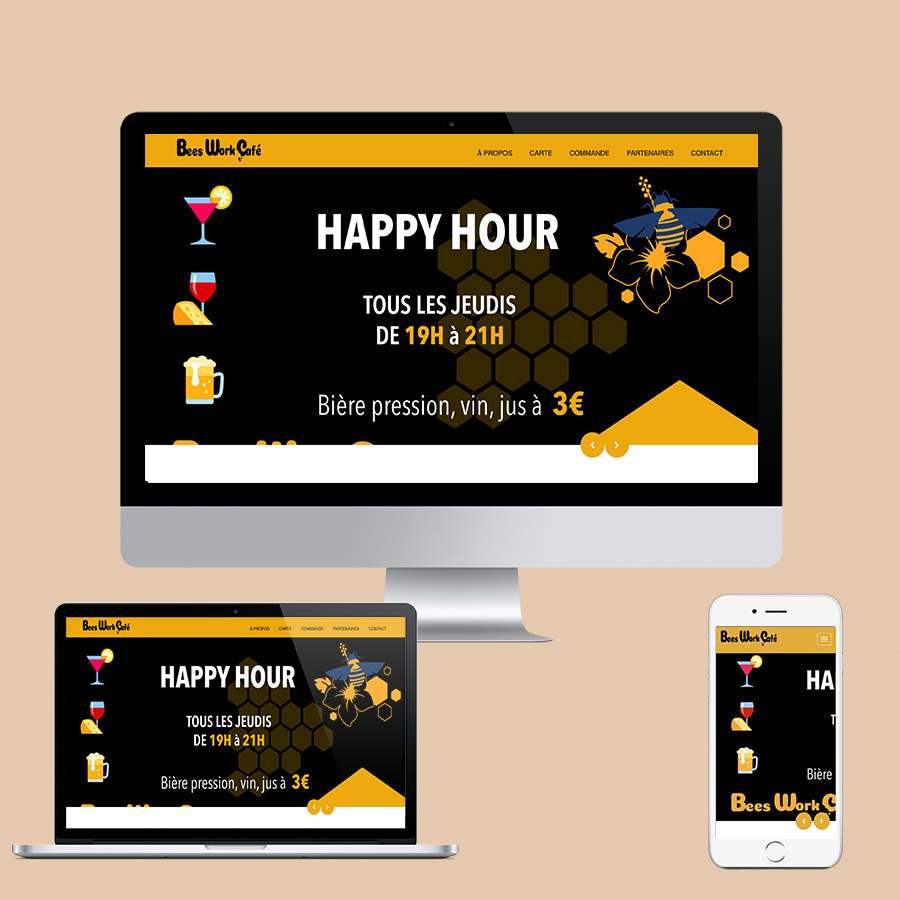 Bees Work Café
À PROPOS CARTE COMMANDE PARTENAIRES CONTACT
HAPPY HOUR
TOUS LES JEUDIS
DE 19H à 21H
Bière pression, vin, jus à 3€
Bees Work Café
À PROPOS CARTE COMMANDE PARTENAIRES CONTACT
HAPPY HOUR
TOUS LES JEUDIS
DE 19H à 21H
Bière pression, vin, jus à 3€
Bees Work Café
HA
T
Bière
Bees Work C